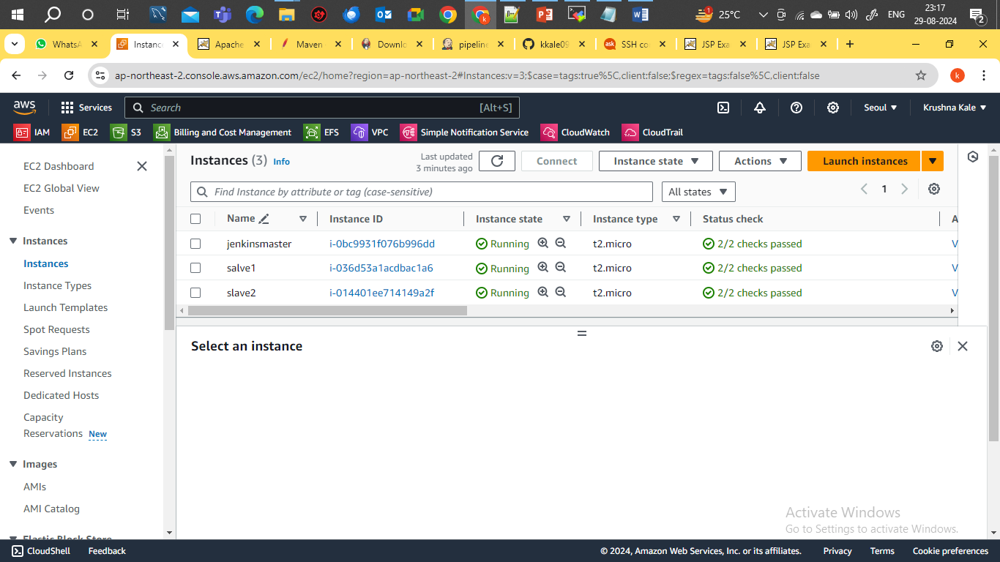 25°C
ENG
23:17
29-08-2024
2
WhatsA
Instanc
Apache
Maven
Downlo
pipeline
kkale09
ask
SSH co
JSP Exa
JSP Exa
ap-northeast-2.console.aws.amazon.com/ec2/home?region=ap-northeast-2#Instances:v=3;$case=tags:true%5C,client:false;$regex=tags:false%5C,client:false
k
aws
Services
Search
[Alt+S]
Seoul
Krushna Kale
IAM
EC2
S3
Billing and Cost Management
EFS
VPC
Simple Notification Service
CloudWatch
CloudTrail
EC2 Dashboard
EC2 Global View
Events
Instances
Instances
Instance Types
Launch Templates
Spot Requests
Savings Plans
Reserved Instances
Dedicated Hosts
Capacity
Reservations New
Images
AMIs
AMI Catalog
Elastic Block Store
Instances (3) Info
Last updated
3 minutes ago
Connect
Instance state
Actions
Launch instances
Find Instance by attribute or tag (case-sensitive)
All states
1
Name Instance ID Instance state Instance type Status check A
jenkinsmaster i-0bc9931f076b996dd Running t2.micro 2/2 checks passed V
salve1 i-036d53a1acdbac1a6 Running t2.micro 2/2 checks passed V
slave2 i-014401ee714149a2f Running t2.micro 2/2 checks passed V
Select an instance
Activate Windows
Go to Settings to activate Windows.
CloudShell Feedback © 2024, Amazon Web Services, Inc. or its affiliates. Privacy Terms Cookie preferences